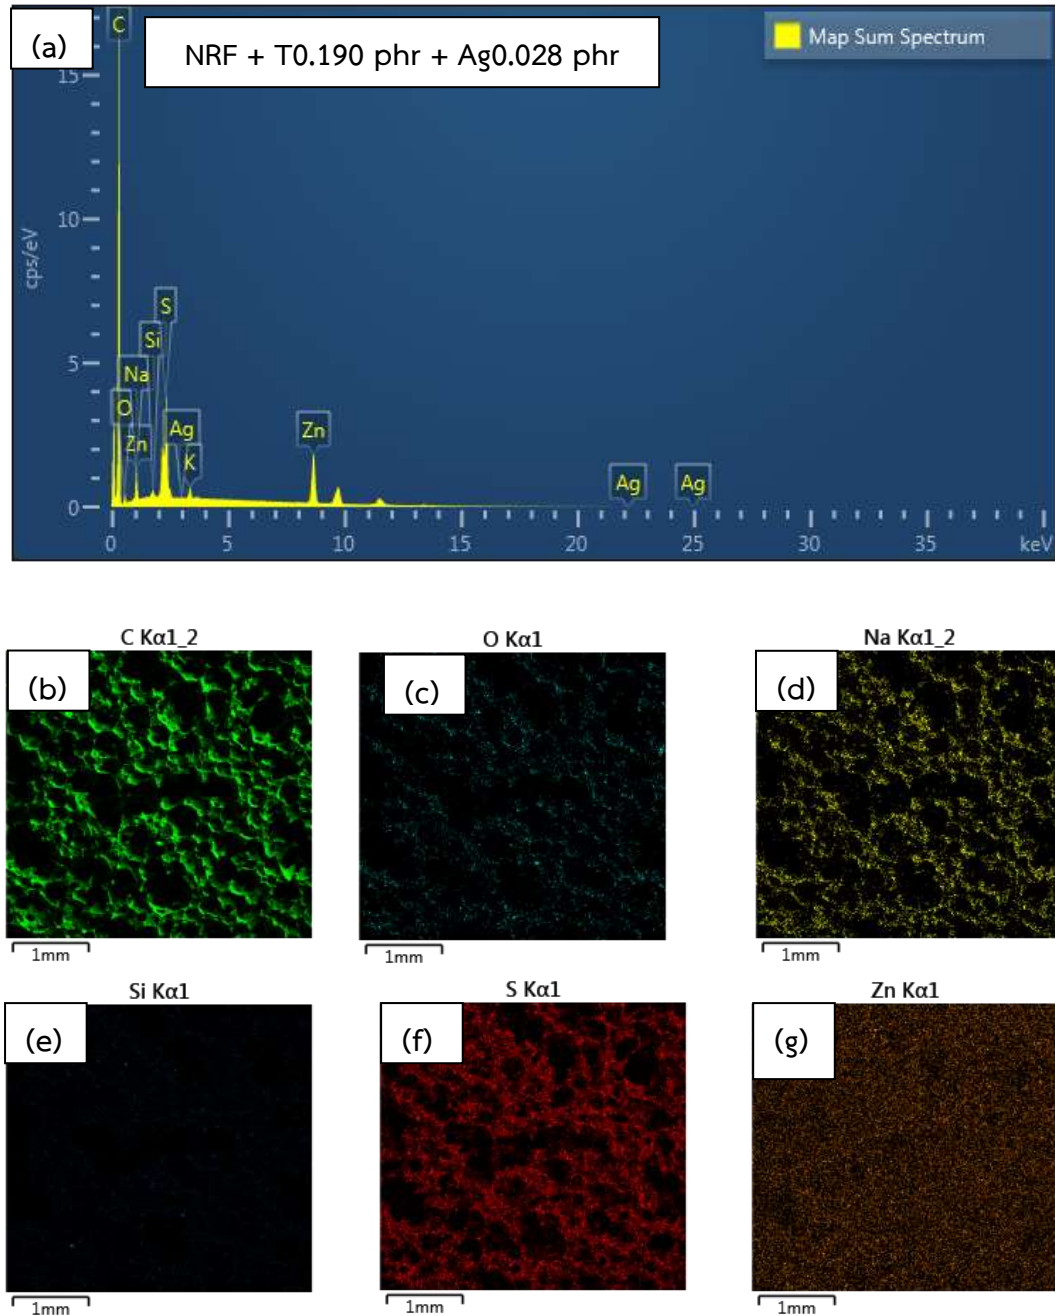 (a)
NRF + T0.190 phr + Ag0.028 phr
Map Sum Spectrum
C
15
10
5
0
cps/eV
S
Si
Na
O
Ag
Zn
K
Zn
Ag
Ag
0 5 10 15 20 25 30 35 keV
C Kα1_2
O Kα1
Na Kα1_2
(b)
(c)
(d)
1mm
1mm
1mm
Si Kα1
S Kα1
Zn Kα1
(e)
(f)
(g)
1mm
1mm
1mm